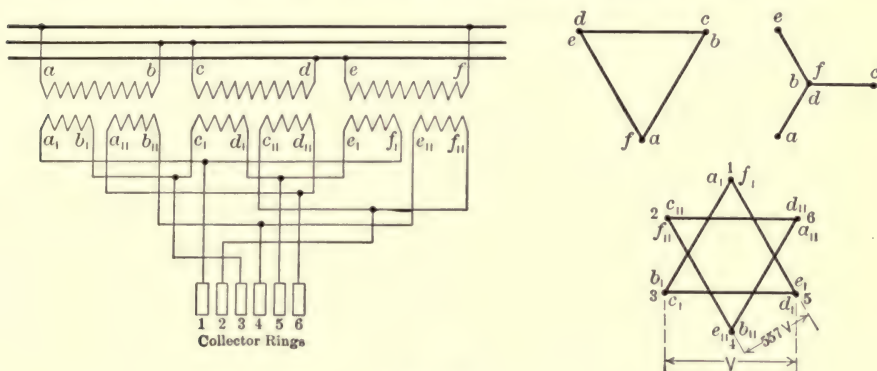 a b c d e f
a₁ b₁ a₁₁ b₁₁ c₁ d₁ c₁₁ d₁₁ e₁ f₁ e₁₁ f₁₁
1 2 3 4 5 6
Collector Rings
d c
e b
f a
e
b f c
d
a
1
a₁ f₁
2 c₁₁ d₁₁ 6
f₁₁ a₁₁
b₁ e₁
3 c₁ d₁ 5
e₁₁ b₁₁
4
.557 V
V